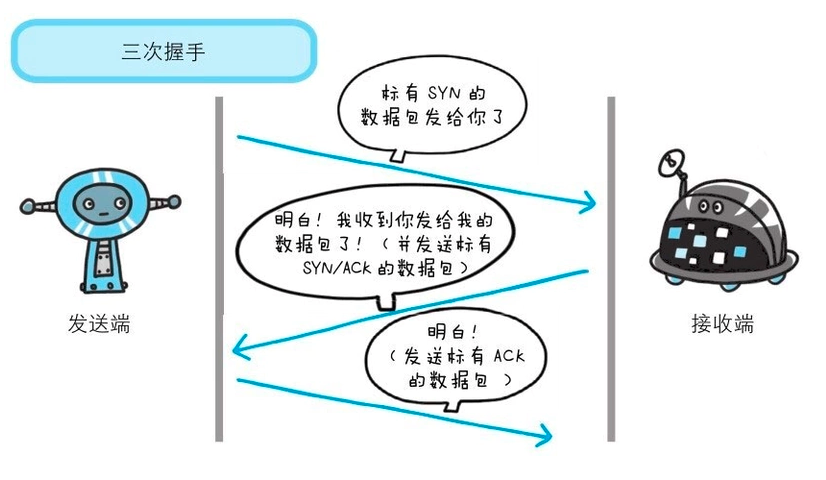 三次握手
标有 SYN 的
数据包发给你了
明白！我收到你发给我的
数据包了！（并发送标有
SYN/ACK 的数据包）
明白！
（发送标有 ACK
的数据包 ）
发送端
接收端